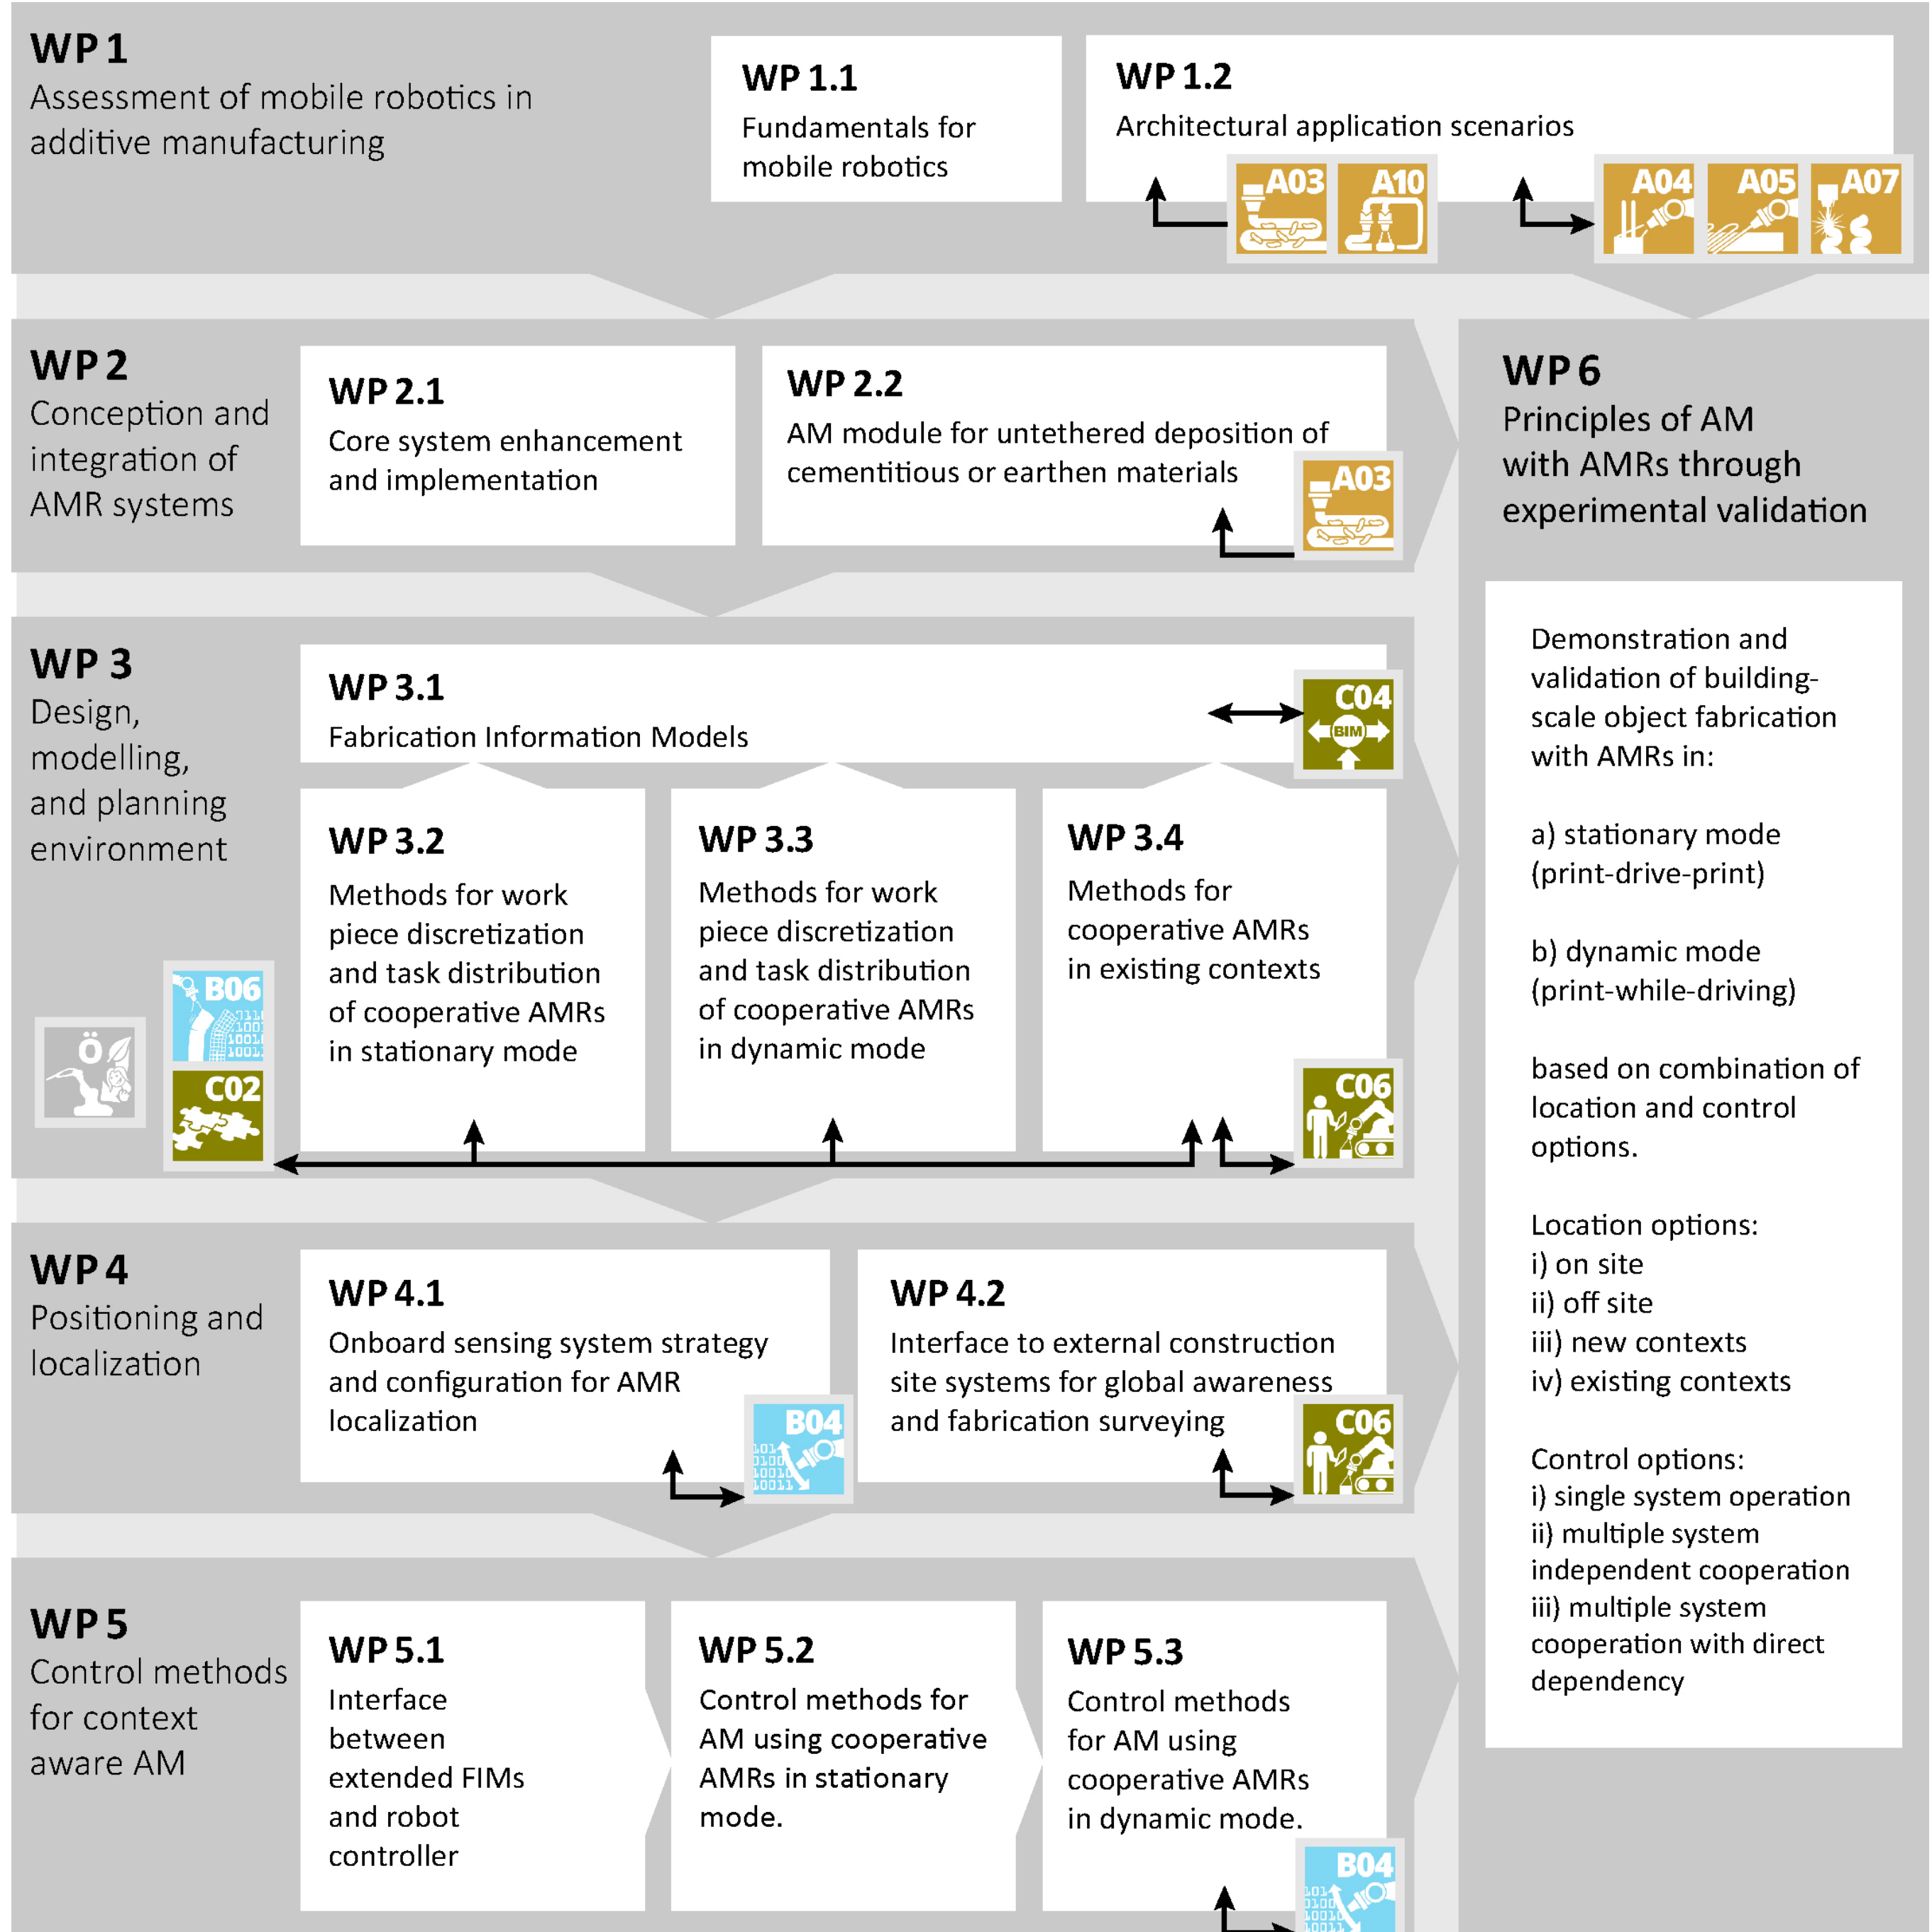 WP 1
Assessment of mobile robotics in
additive manufacturing
WP 1.1
Fundamentals for
mobile robotics
WP 1.2
Architectural application scenarios
A03
A10
A04
A05
A07
WP 2
Conception and
integration of
AMR systems
WP 2.1
Core system enhancement
and implementation
WP 2.2
AM module for untethered deposition of
cementitious or earthen materials
A03
WP 6
Principles of AM
with AMRs through
experimental validation
WP 3
Design,
modelling,
and planning
environment
WP 3.1
Fabrication Information Models
C04
BIM
WP 3.2
Methods for work
piece discretization
and task distribution
of cooperative AMRs
in stationary mode
WP 3.3
Methods for work
piece discretization
and task distribution
of cooperative AMRs
in dynamic mode
WP 3.4
Methods for
cooperative AMRs
in existing contexts
B06
Ö
C02
C06
Demonstration and
validation of building-
scale object fabrication
with AMRs in:
a) stationary mode
(print-drive-print)
b) dynamic mode
(print-while-driving)
based on combination of
location and control
options.
Location options:
i) on site
ii) off site
iii) new contexts
iv) existing contexts
Control options:
i) single system operation
ii) multiple system
independent cooperation
iii) multiple system
cooperation with direct
dependency
WP 4
Positioning and
localization
WP 4.1
Onboard sensing system strategy
and configuration for AMR
localization
B04
101
0100
10010
10011
WP 4.2
Interface to external construction
site systems for global awareness
and fabrication surveying
C06
WP 5
Control methods
for context
aware AM
WP 5.1
Interface
between
extended FIMs
and robot
controller
WP 5.2
Control methods for
AM using cooperative
AMRs in stationary
mode.
WP 5.3
Control methods
for AM using
cooperative AMRs
in dynamic mode.
B04
101
0100
10010
10011